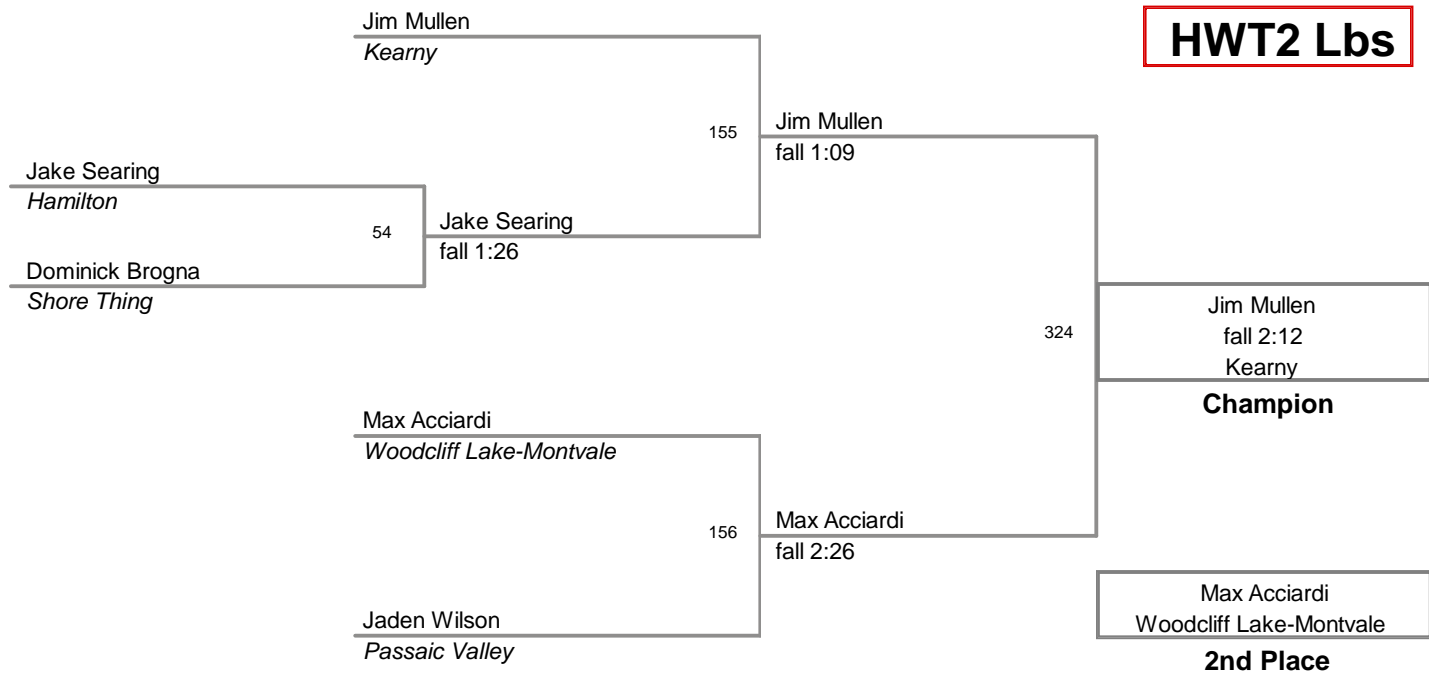 Jim Mullen
Kearny
HWT2 Lbs
155
Jim Mullen
fall 1:09
Jake Searing
Hamilton
54
Jake Searing
fall 1:26
Dominick Brogna
Shore Thing
324
Jim Mullen
fall 2:12
Kearny
Champion
Max Acciardi
Woodcliff Lake-Montvale
156
Max Acciardi
fall 2:26
Jaden Wilson
Passaic Valley
Max Acciardi
Woodcliff Lake-Montvale
2nd Place